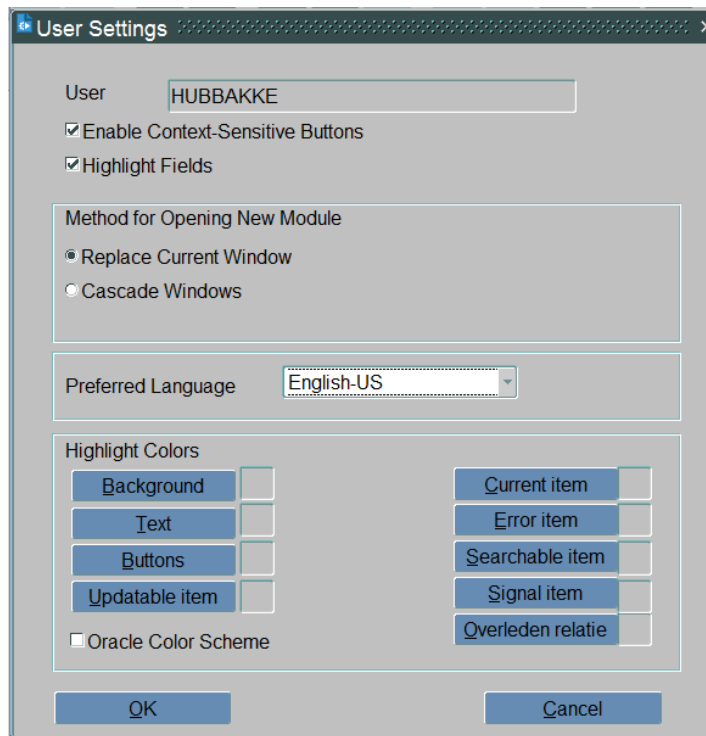 User Settings
User HUBBAKKE
Enable Context-Sensitive Buttons
Highlight Fields
Method for Opening New Module
Replace Current Window
Cascade Windows
Preferred Language English-US
Highlight Colors
Background Current item
Text Error item
Buttons Searchable item
Updatable item Signal item
Oracle Color Scheme Overleden relatie
OK Cancel